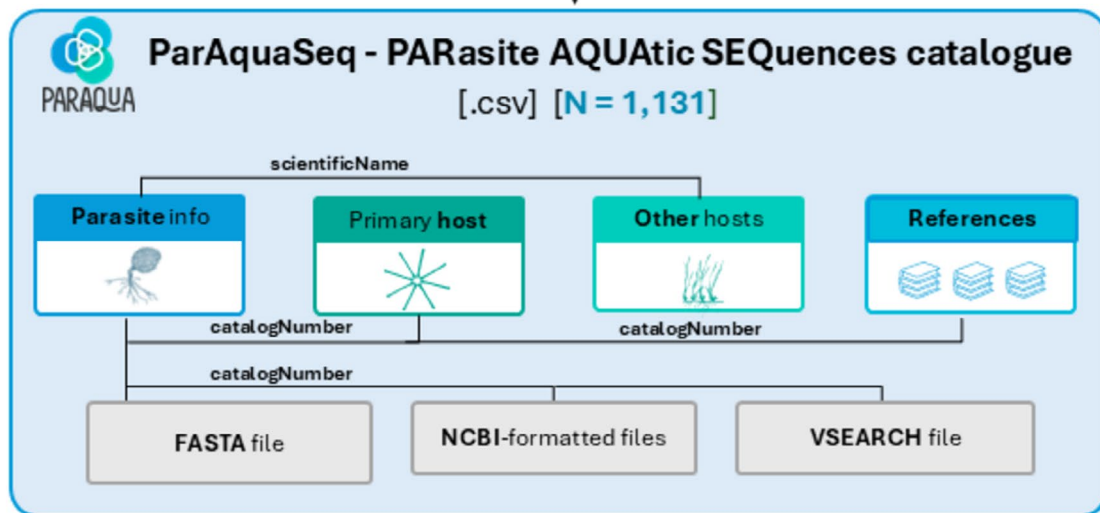 ParAquaSeq - PARasite AQUAtic SEQuences catalogue
PARAQUA
[.csv] [N = 1,131]
scientificName
Parasite info
Primary host
Other hosts
References
catalogNumber
catalogNumber
catalogNumber
FASTA file
NCBI-formatted files
VSEARCH file